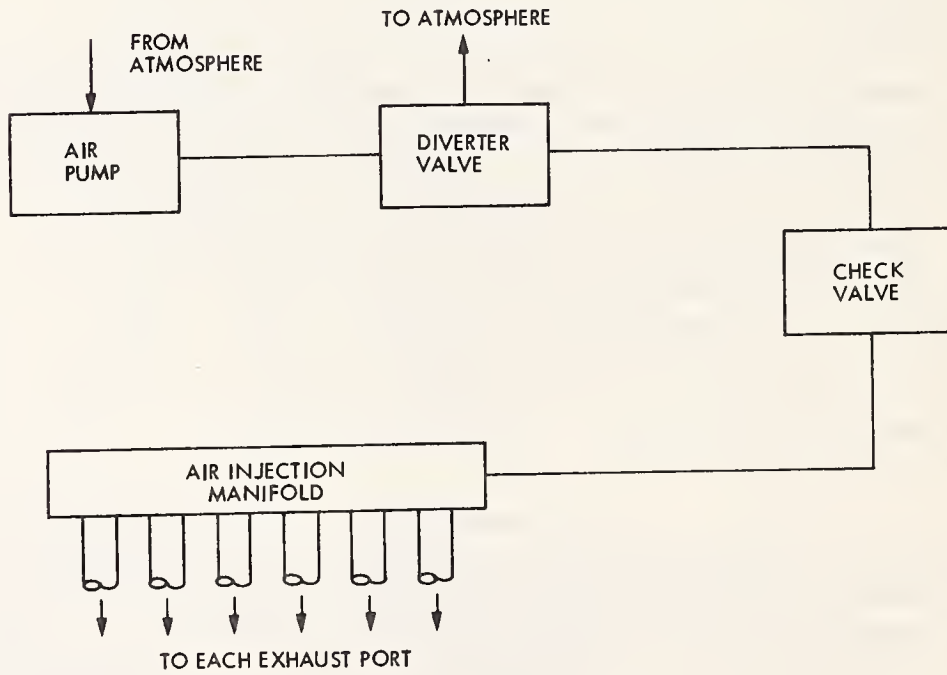 FROM
ATMOSPHERE
TO ATMOSPHERE
AIR
PUMP
DIVERTER
VALVE
CHECK
VALVE
AIR INJECTION
MANIFOLD
TO EACH EXHAUST PORT